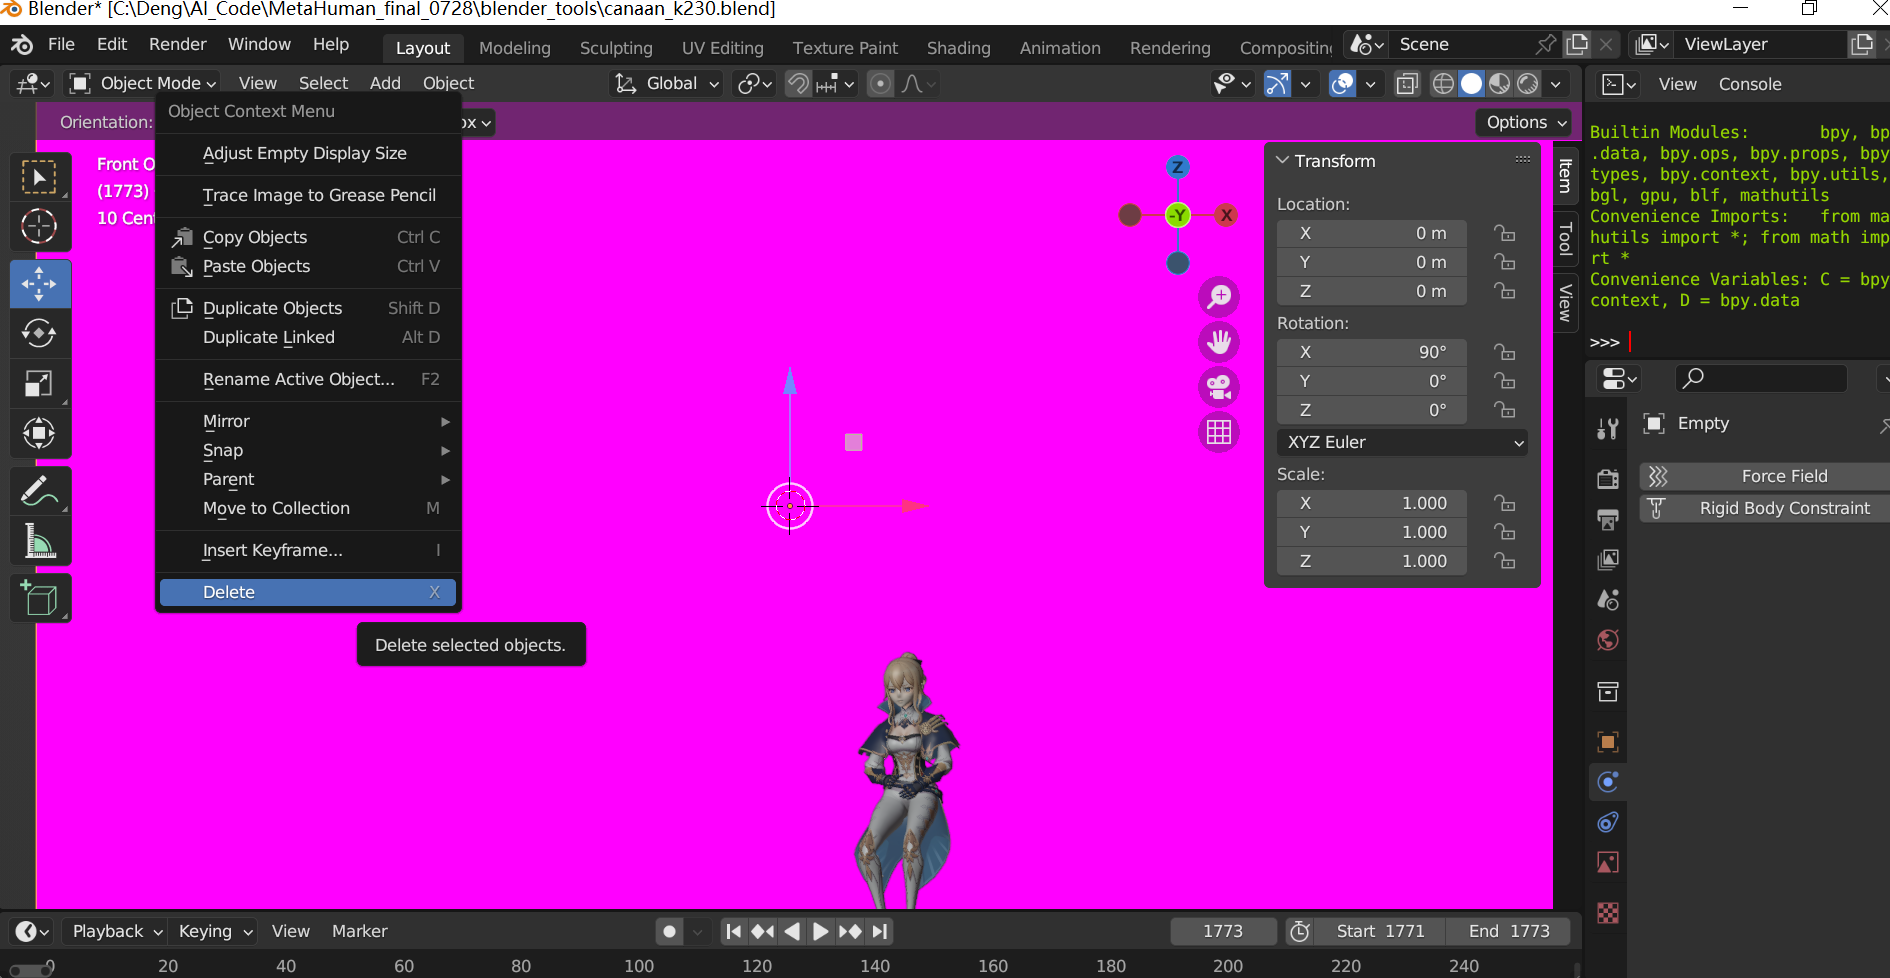 Blender* [C:\Deng\AI_Code\MetaHuman_final_0728\blender_tools\canaan_k230.blend]
File Edit Render Window Help Layout Modeling Sculpting UV Editing Texture Paint Shading Animation Rendering Scene ViewLayer
Object Mode View Select Add Object Global View Console
Orientation: Options
Object Context Menu
Adjust Empty Display Size
Trace Image to Grease Pencil
Copy Objects Ctrl C
Paste Objects Ctrl V
Duplicate Objects Shift D
Duplicate Linked Alt D
Rename Active Object... F2
Mirror
Snap
Parent
Move to Collection M
Insert Keyframe... I
Delete X
Delete selected objects.
Front O
(1773)
10 Cen
Z
-Y X
Transform
Location:
X 0 m
Y 0 m
Z 0 m
Rotation:
X 90°
Y 0°
Z 0°
XYZ Euler
Scale:
X 1.000
Y 1.000
Z 1.000
Item
Tool
View
Builtin Modules: bpy, bp
.data, bpy.ops, bpy.props, bpy
types, bpy.context, bpy.utils,
bgl, gpu, blf, mathutils
Convenience Imports: from ma
hutils import *; from math imp
rt *
Convenience Variables: C = bpy
context, D = bpy.data
>>>
Empty
Force Field
Rigid Body Constraint
Playback Keying View Marker 1773 Start 1771 End 1773
0 20 40 60 80 100 120 140 160 180 200 220 240